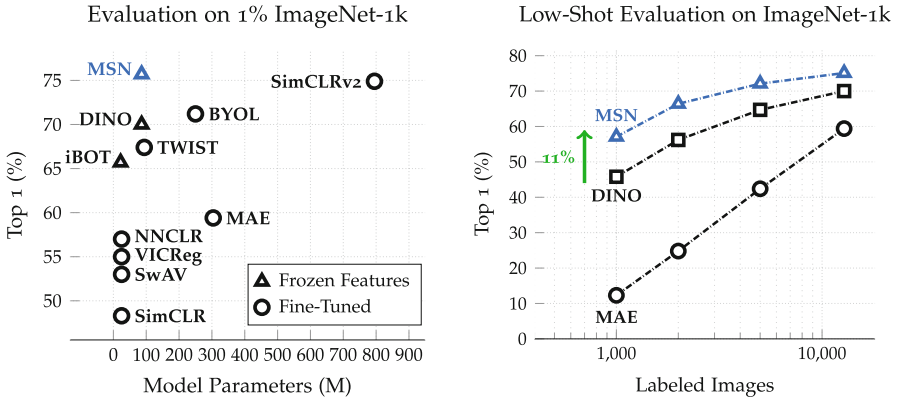 Evaluation on 1% ImageNet-1k
Top 1 (%)
75
70
65
60
55
50
MSN
SimCLRv2
DINO
BYOL
TWIST
iBOT
MAE
NNCLR
VICReg
SwAV
SimCLR
Frozen Features
Fine-Tuned
0 100 200 300 400 500 600 700 800 900
Model Parameters (M)
Low-Shot Evaluation on ImageNet-1k
Top 1 (%)
80
70
60
50
40
30
20
10
0
MSN
11%
DINO
MAE
1,000 10,000
Labeled Images